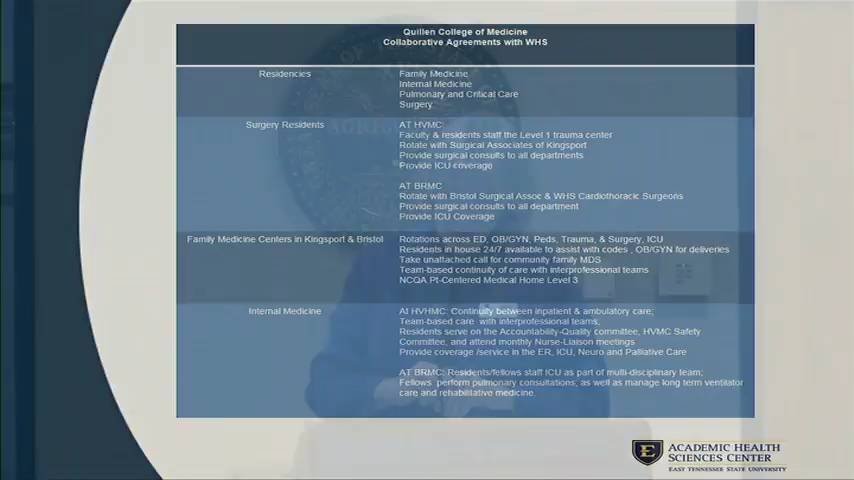 Quillen College of Medicine
Collaborative Agreements with WHS
Residencies
Family Medicine
Internal Medicine
Pulmonary and Critical Care
Surgery
Surgery Residents
AT HVMC:
Faculty & residents staff the Level 1 trauma center
Rotate with Surgical Associates of Kingsport
Provide surgical consults to all departments
Provide ICU coverage
AT BRMC
Rotate with Bristol Surgical Assoc & WHS Cardiothoracic Surgeons
Provide surgical consults to all department
Provide ICU Coverage
Family Medicine Centers in Kingsport & Bristol
Rotations across ED, OB/GYN, Peds, Trauma, & Surgery, ICU
Residents in house 24/7 available to assist with codes , OB/GYN for deliveries
Take unattached call for community family MDS
Team-based continuity of care with interprofessional teams
NCQA Pt-Centered Medical Home Level 3
Internal Medicine
At HVHMC: Continuity between inpatient & ambulatory care;
Team-based care with interprofessional teams;
Residents serve on the Accountability-Quality committee, HVMC Safety
Committee, and attend monthly Nurse-Liaison meetings
Provide coverage /service in the ER, ICU, Neuro and Palliative Care
AT BRMC: Residents/fellows staff ICU as part of multi-disciplinary team;
Fellows perform pulmonary consultations, as well as manage long term ventilator
care and rehabilitative medicine.
E
ACADEMIC HEALTH
SCIENCES CENTER
EAST TENNESSEE STATE UNIVERSITY